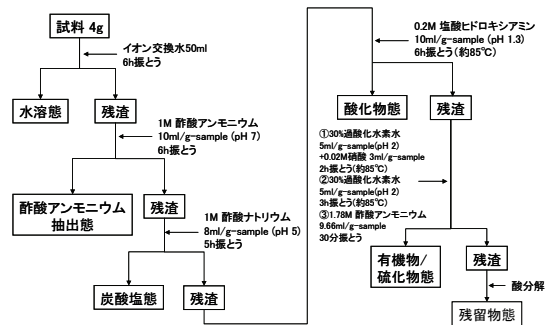 試料 4g
イオン交換水50ml
6h振とう
水溶態
残渣
1M 酢酸アンモニウム
10ml/g-sample (pH 7)
6h振とう
酢酸アンモニウム
抽出態
残渣
1M 酢酸ナトリウム
8ml/g-sample (pH 5)
5h振とう
炭酸塩態
残渣
0.2M 塩酸ヒドロキシアミン
10ml/g-sample (pH 1.3)
6h振とう(約85℃)
酸化物態
残渣
①30%過酸化水素水
5ml/g-sample(pH 2)
+0.02M硝酸 3ml/g-sample
2h振とう(約85℃)
②30%過酸化水素水
5ml/g-sample(pH 2)
3h振とう(約85℃)
③1.78M 酢酸アンモニウム
9.66ml/g-sample
30分振とう
有機物/
硫化物態
残渣
酸分解
残留物態